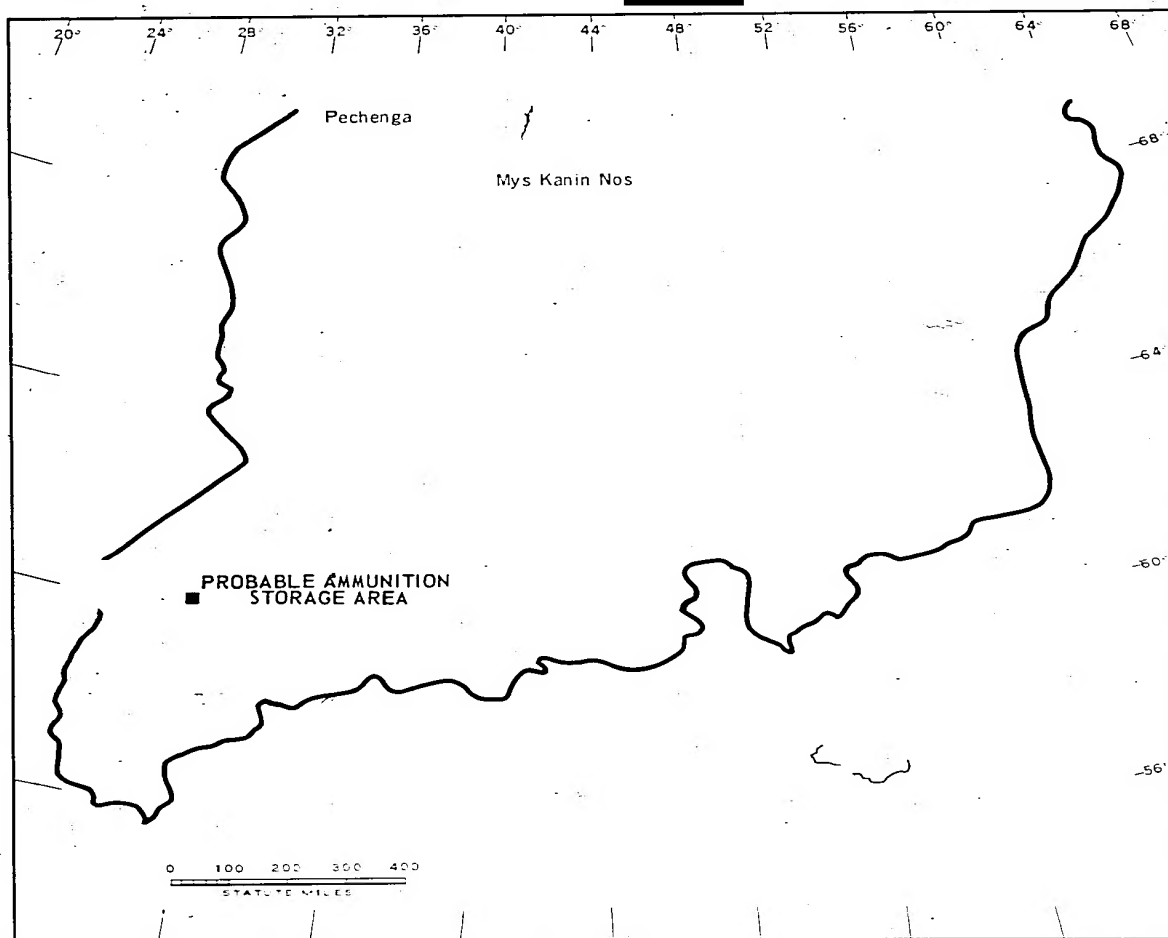 20° 24° 28° 32° 36° 40° 44° 48° 52° 56° 60° 64° 68°
Pechenga
68°
Mys Kanin Nos
64°
60°
PROBABLE AMMUNITION
STORAGE AREA
56°
0 100 200 300 400
STATUTE MILES